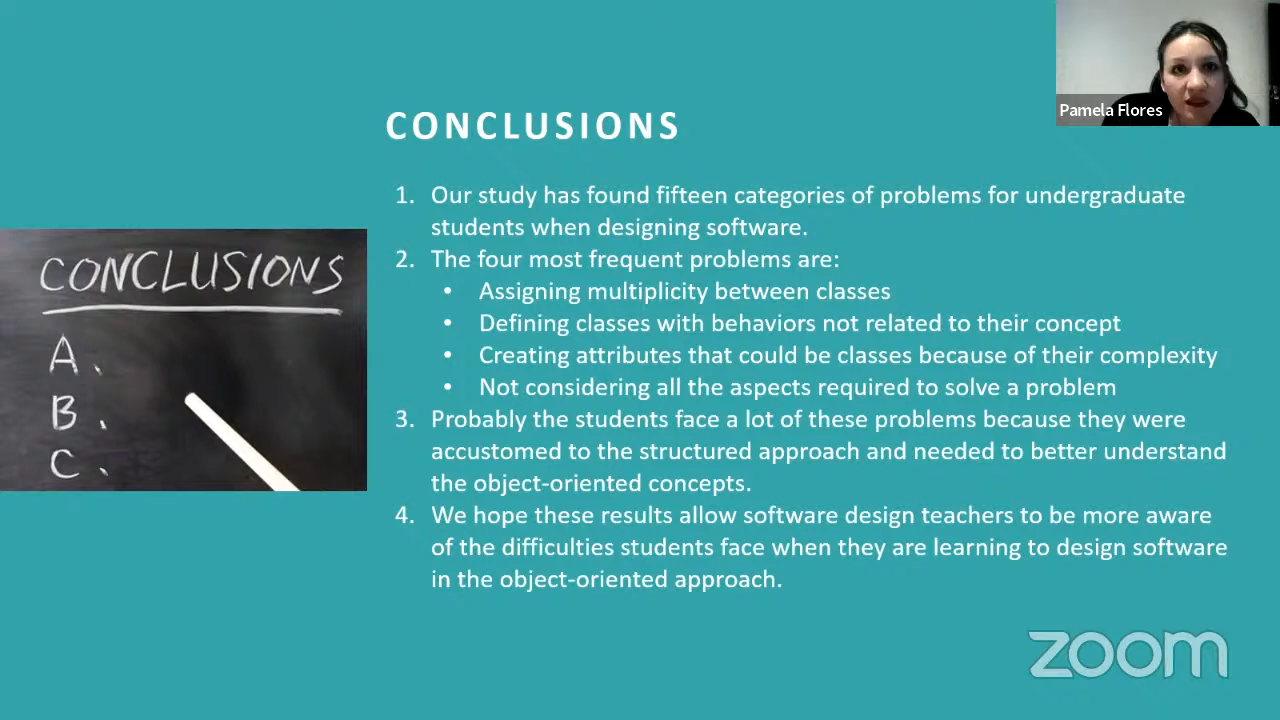 Pamela Flores
CONCLUSIONS
1. Our study has found fifteen categories of problems for undergraduate
students when designing software.
2. The four most frequent problems are:
• Assigning multiplicity between classes
• Defining classes with behaviors not related to their concept
• Creating attributes that could be classes because of their complexity
• Not considering all the aspects required to solve a problem
3. Probably the students face a lot of these problems because they were
accustomed to the structured approach and needed to better understand
the object-oriented concepts.
4. We hope these results allow software design teachers to be more aware
of the difficulties students face when they are learning to design software
in the object-oriented approach.
CONCLUSIONS
A.
B.
C.
zoom